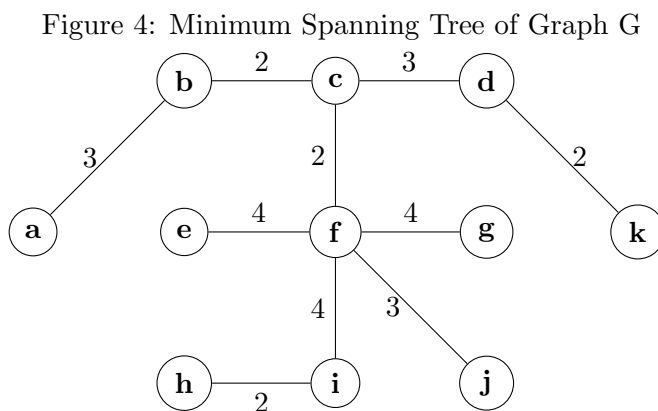 Figure 4: Minimum Spanning Tree of Graph G
b 2 c 3 d
3 2 2
a e 4 f 4 g k
4 3
h 2 i j